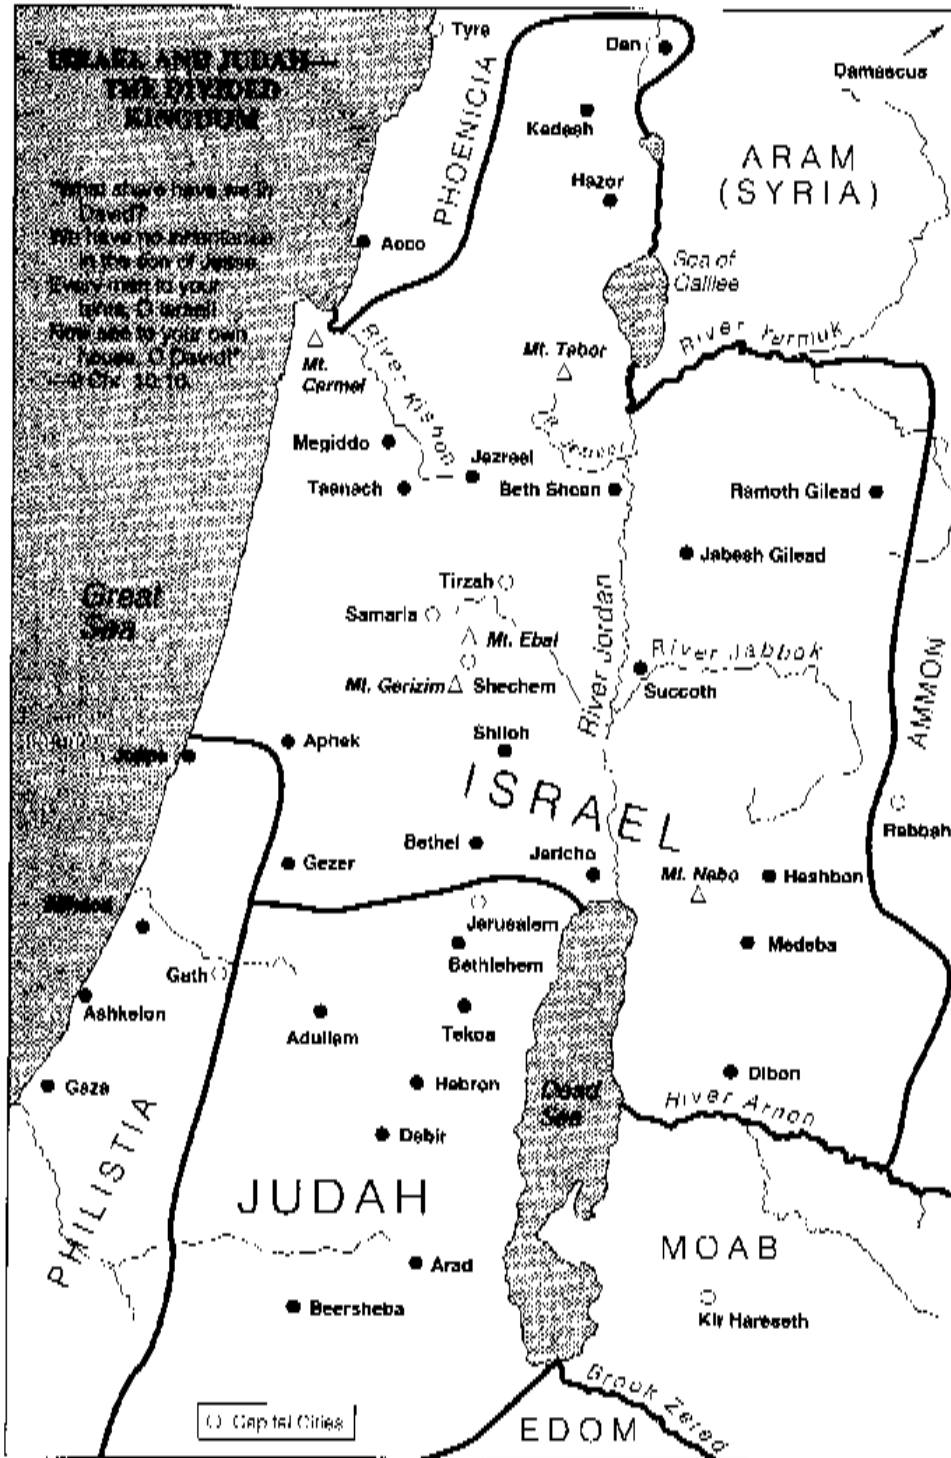 ISRAEL AND JUDAH—
THE DIVIDED
KINGDOM
"What share have we in
David?
We have no inheritance
in the son of Jesse.
Every man to your
tents, O Israel!
Now see to your own
house, O David!"
—2 Chr. 10:16
Tyre
Dan
Damascus
PHOENICIA
Kedesh
ARAM
(SYRIA)
Hazor
Acco
Sea of
Galilee
River Yarmuk
River Kishon
Mt.
Carmel
Mt. Tabor
Megiddo
Jezreel
Taanach
Beth Shean
Ramoth Gilead
Jabesh Gilead
Great
Sea
Tirzah
Samaria
Mt. Ebal
River Jordan
River Jabbok
Mt. Gerizim
Shechem
Succoth
AMMON
Joppa
Aphek
Shiloh
ISRAEL
Rabbah
Bethel
Gezer
Jericho
Mt. Nebo
Heshbon
Jerusalem
Bethlehem
Medeba
Gath
Ashkelon
Adullam
Tekoa
Gaza
Hebron
Dead
Sea
Dibon
River Arnon
Debir
PHILISTIA
JUDAH
MOAB
Arad
Beersheba
Kir Hareseth
Brook Zered
EDOM
Capital Cities